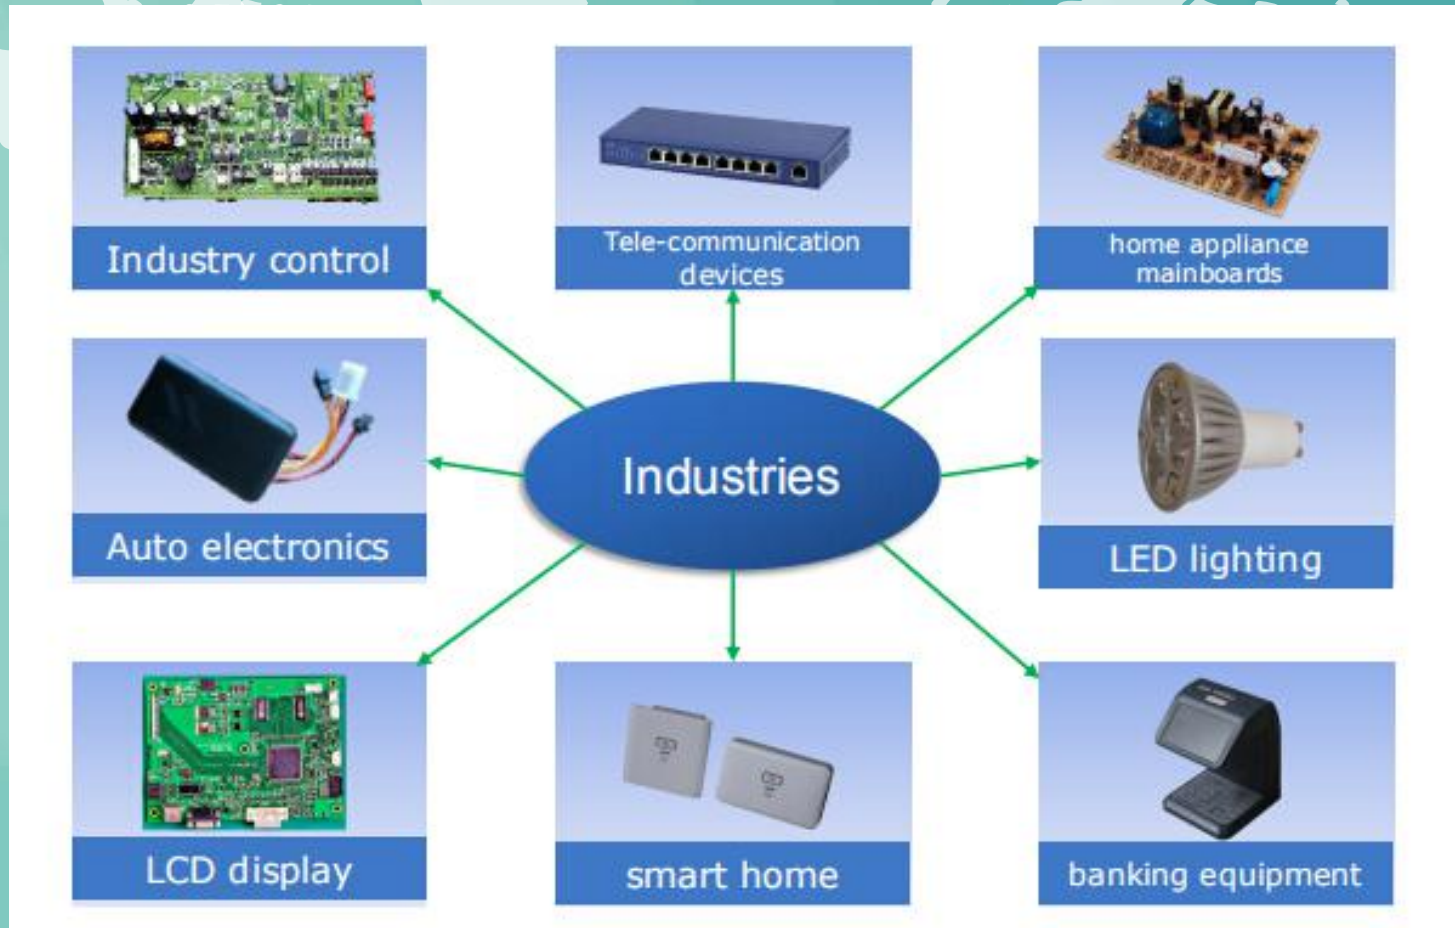 Industry control
Tele-communication
devices
home appliance
mainboards
Auto electronics
Industries
LED lighting
LCD display
smart home
banking equipment